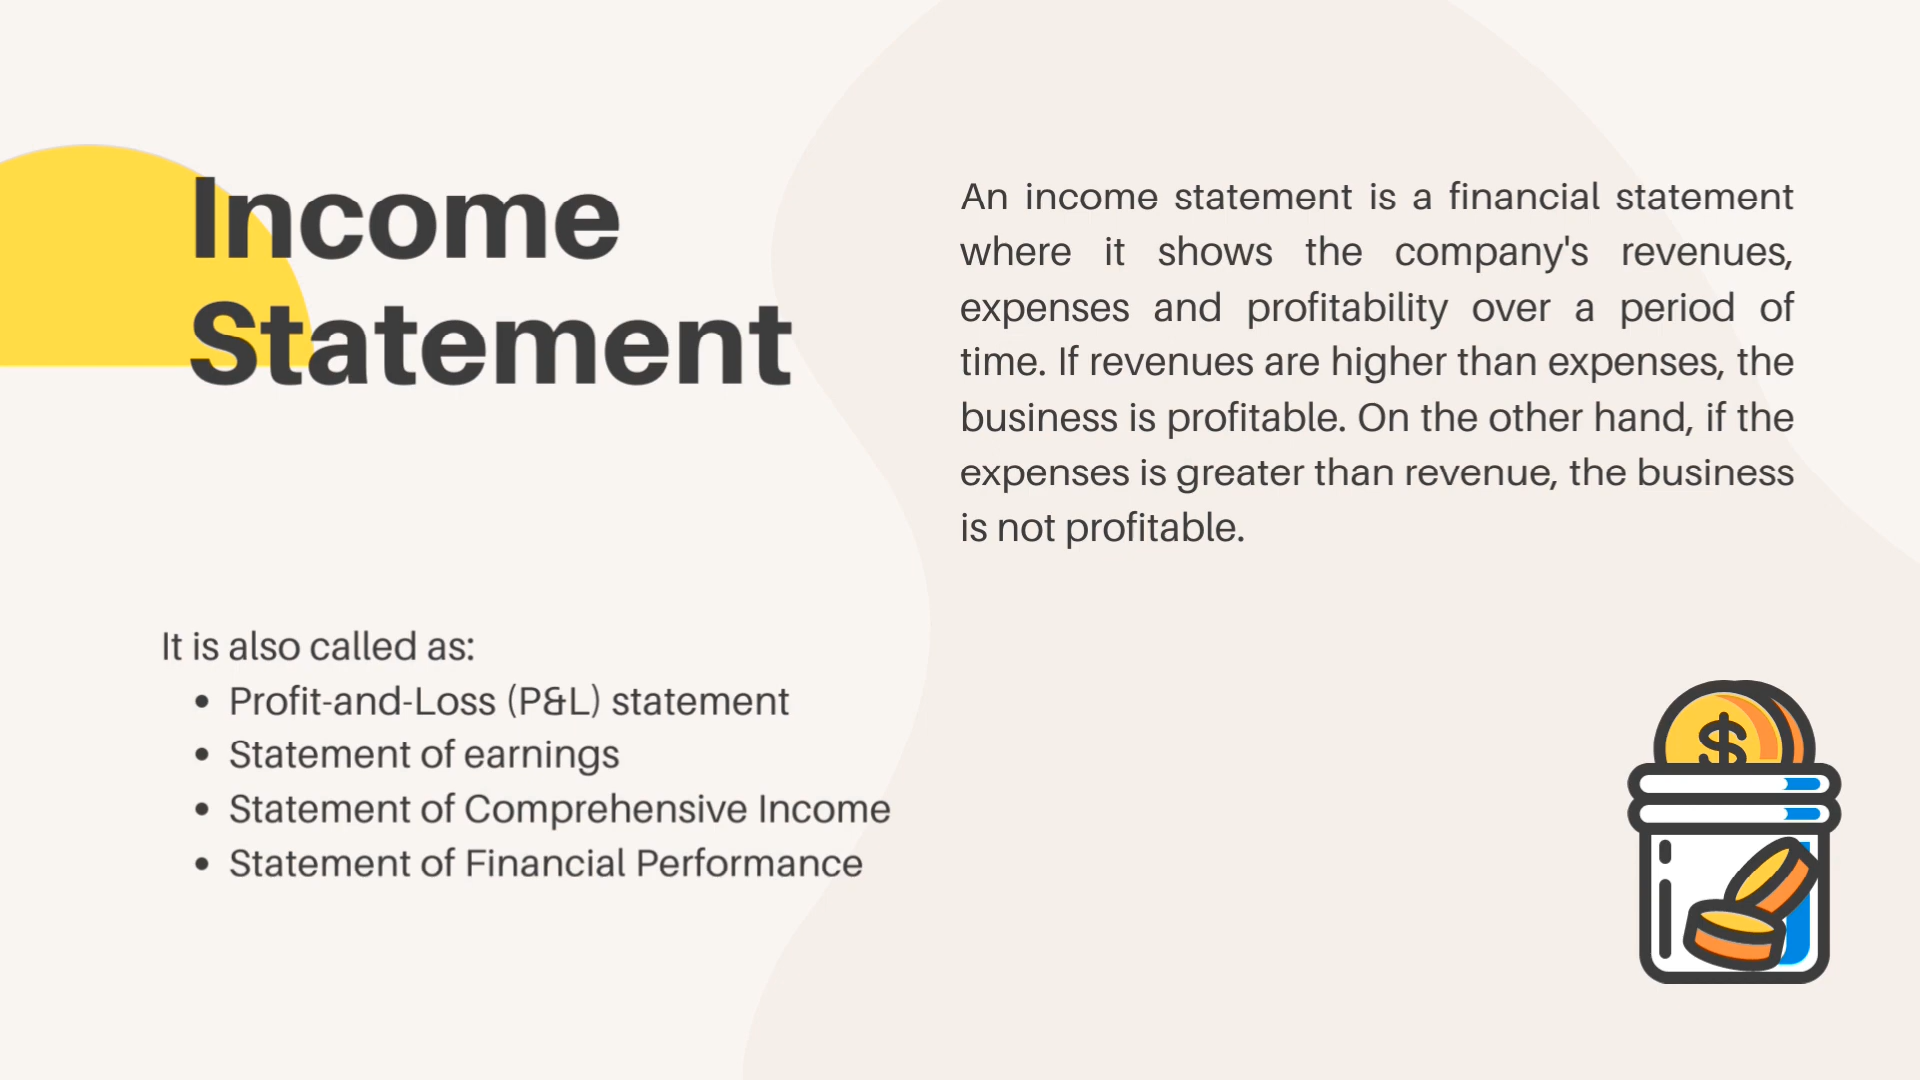 Income
Statement
An income statement is a financial statement
where it shows the company's revenues,
expenses and profitability over a period of
time. If revenues are higher than expenses, the
business is profitable. On the other hand, if the
expenses is greater than revenue, the business
is not profitable.
It is also called as:
• Profit-and-Loss (P&L) statement
• Statement of earnings
• Statement of Comprehensive Income
• Statement of Financial Performance
$